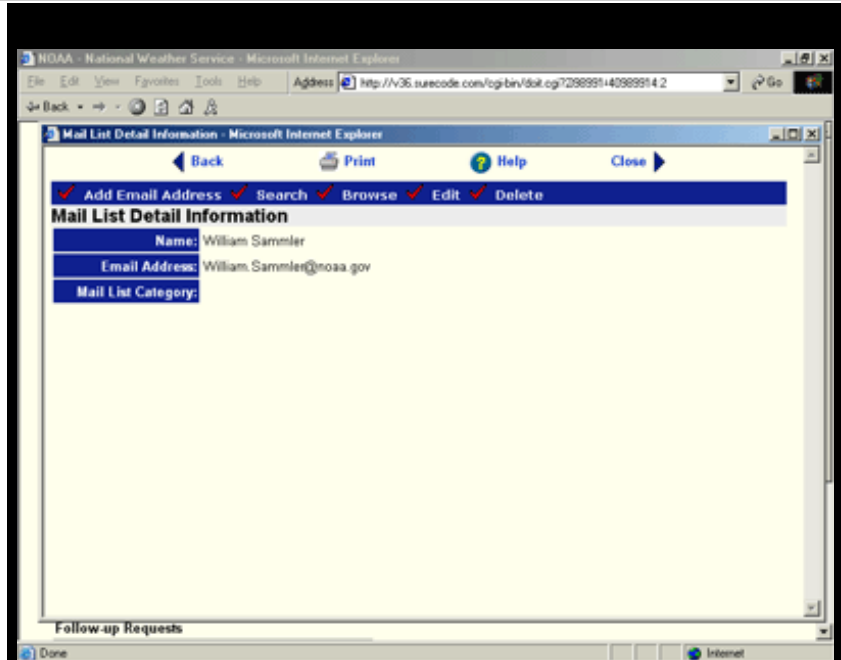 NOAA - National Weather Service - Microsoft Internet Explorer
File Edit View Favorites Tools Help Address http://v36.surecode.com/cgi-bin/doit.cgi?2989914+40989914.2 Go
Back
Mail List Detail Information - Microsoft Internet Explorer
Back Print Help Close
Add Email Address Search Browse Edit Delete
Mail List Detail Information
Name: William Sammler
Email Address: William.Sammler@noaa.gov
Mail List Category:
Follow-up Requests
Done Internet